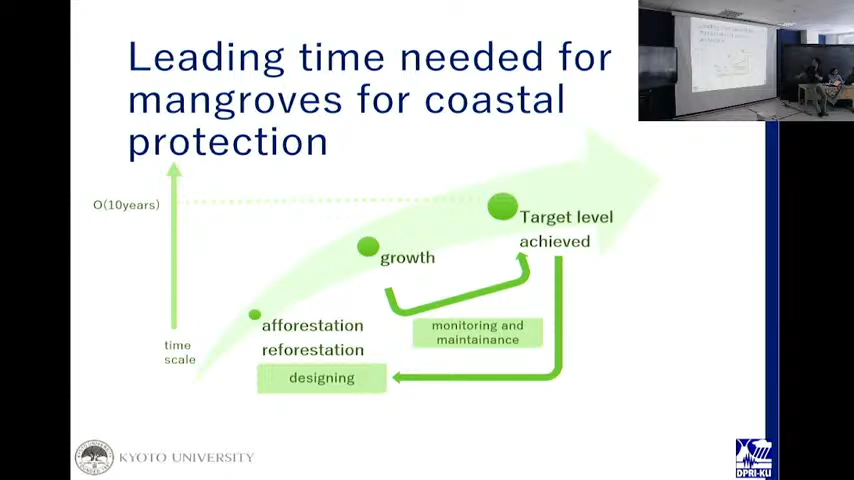 Leading time needed for
mangroves for coastal
protection
O(10years)
Target level
achieved
growth
afforestation
reforestation
monitoring and
maintainance
time
scale
designing
KYOTO UNIVERSITY
DPRI-KU